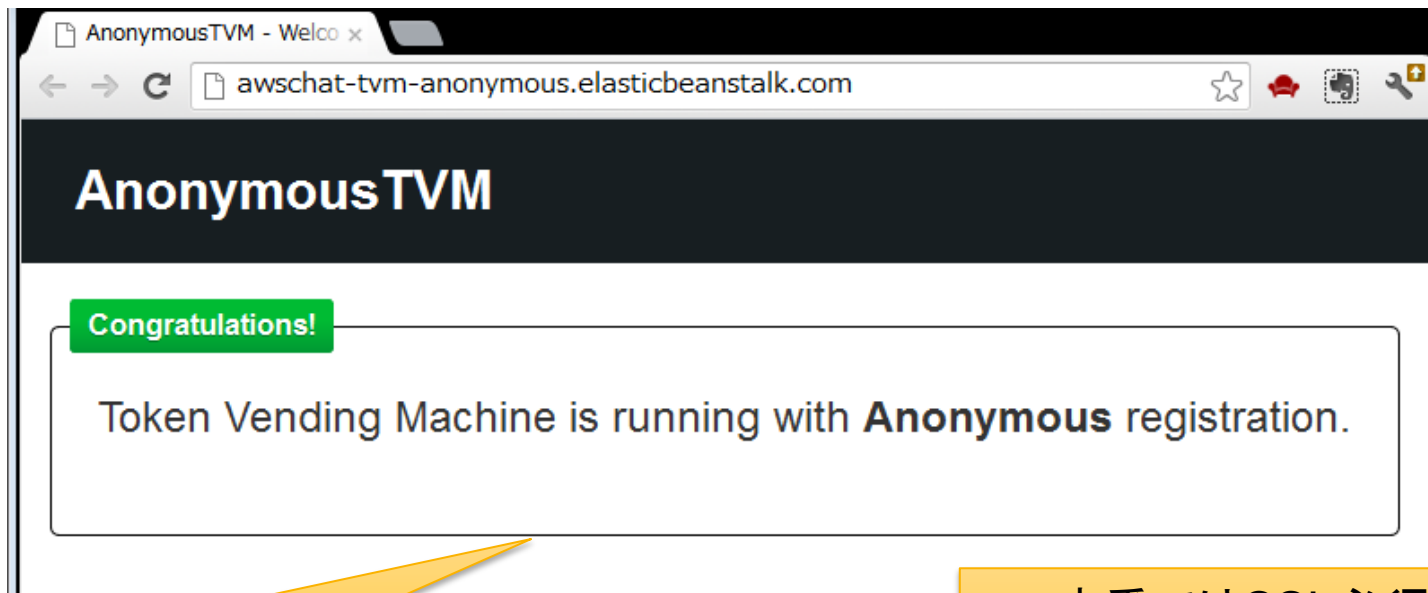 AnonymousTVM - Welco
awschat-tvm-anonymous.elasticbeanstalk.com
AnonymousTVM
Congratulations!
Token Vending Machine is running with Anonymous registration.